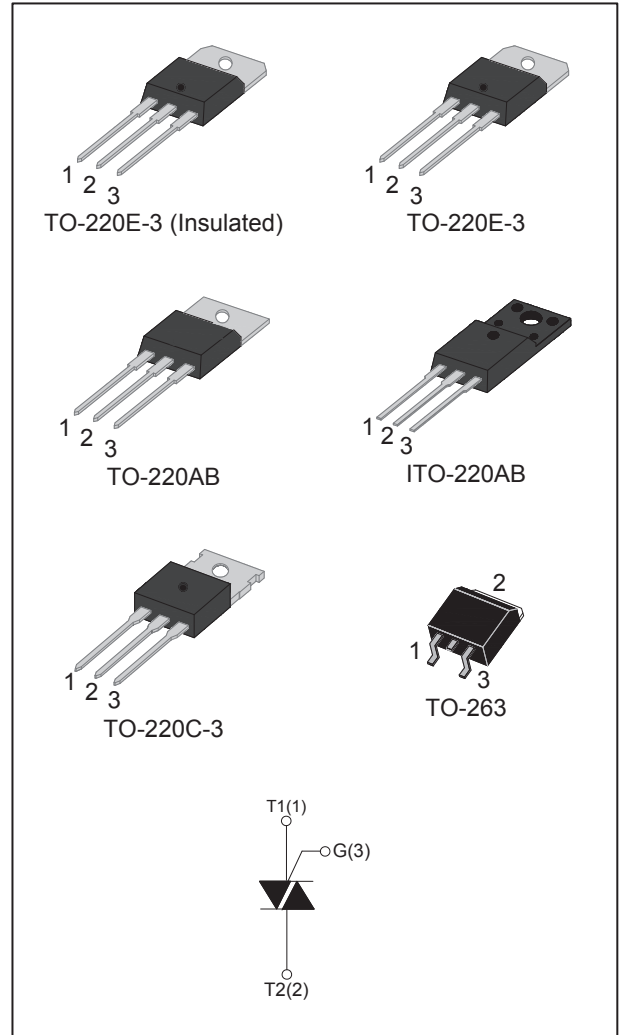 1 2 3
TO-220E-3 (Insulated)
1 2 3
TO-220E-3
1 2 3
TO-220AB
1 2 3
ITO-220AB
1 2 3
TO-220C-3
2
1
3
TO-263
T1(1)
G(3)
T2(2)